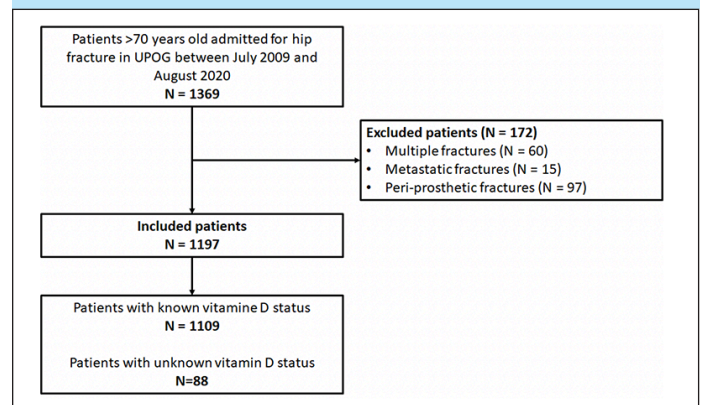 Patients >70 years old admitted for hip
fracture in UPOG between July 2009 and
August 2020
N = 1369
Excluded patients (N = 172)
• Multiple fractures (N = 60)
• Metastatic fractures (N = 15)
• Peri-prosthetic fractures (N = 97)
Included patients
N = 1197
Patients with known vitamine D status
N = 1109
Patients with unknown vitamin D status
N=88